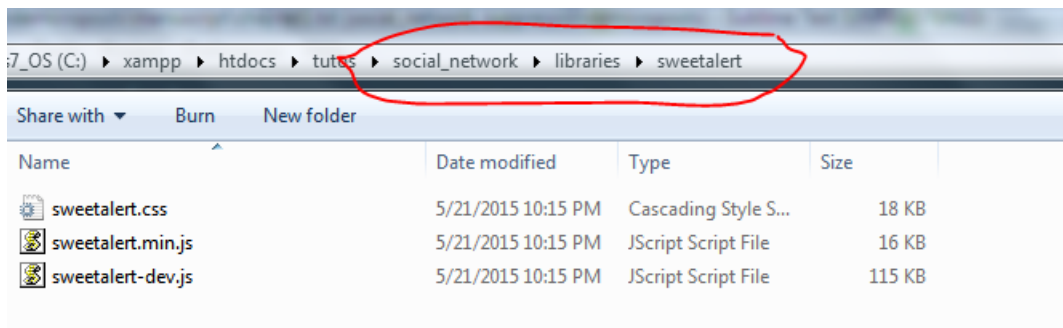 7_OS (C:) ▸ xampp ▸ htdocs ▸ tutos ▸ social_network ▸ libraries ▸ sweetalert
Share with ▾ Burn New folder
Name Date modified Type Size
sweetalert.css 5/21/2015 10:15 PM Cascading Style S... 18 KB
sweetalert.min.js 5/21/2015 10:15 PM JScript Script File 16 KB
sweetalert-dev.js 5/21/2015 10:15 PM JScript Script File 115 KB